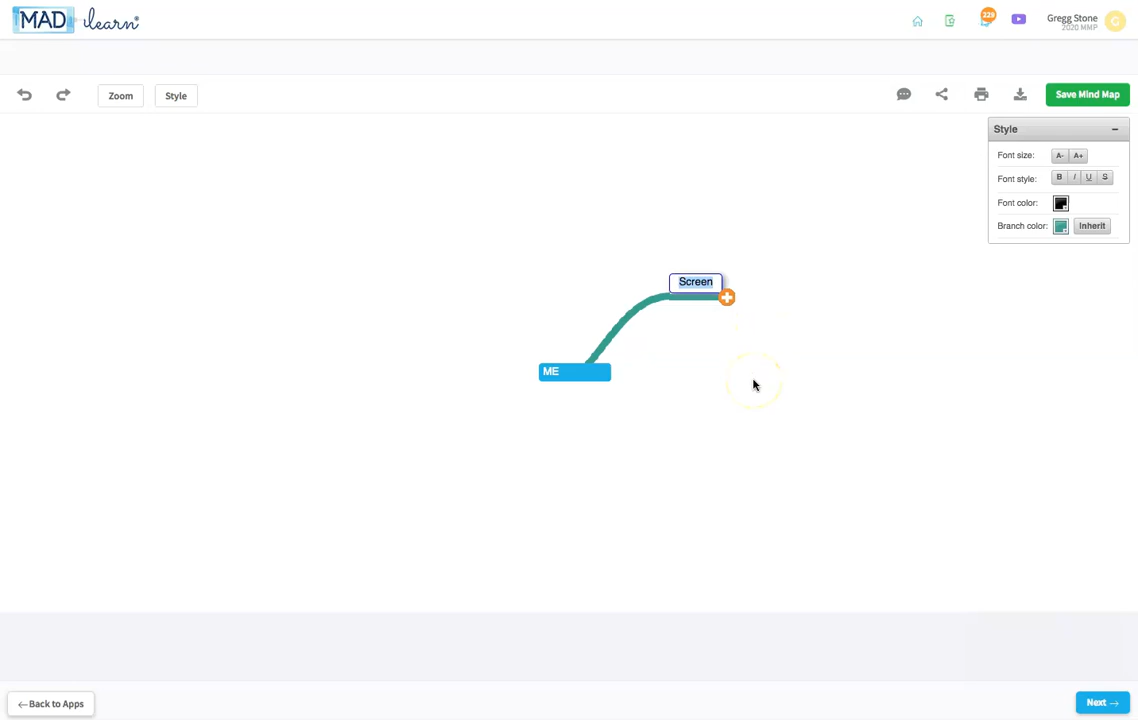 MAD
learn®
229
Gregg Stone
2020 MMP
G
Zoom
Style
Save Mind Map
Style
−
Font size:
A-
A+
Font style:
B
I
U
S
Font color:
Branch color:
Inherit
Screen
ME
←Back to Apps
Next →